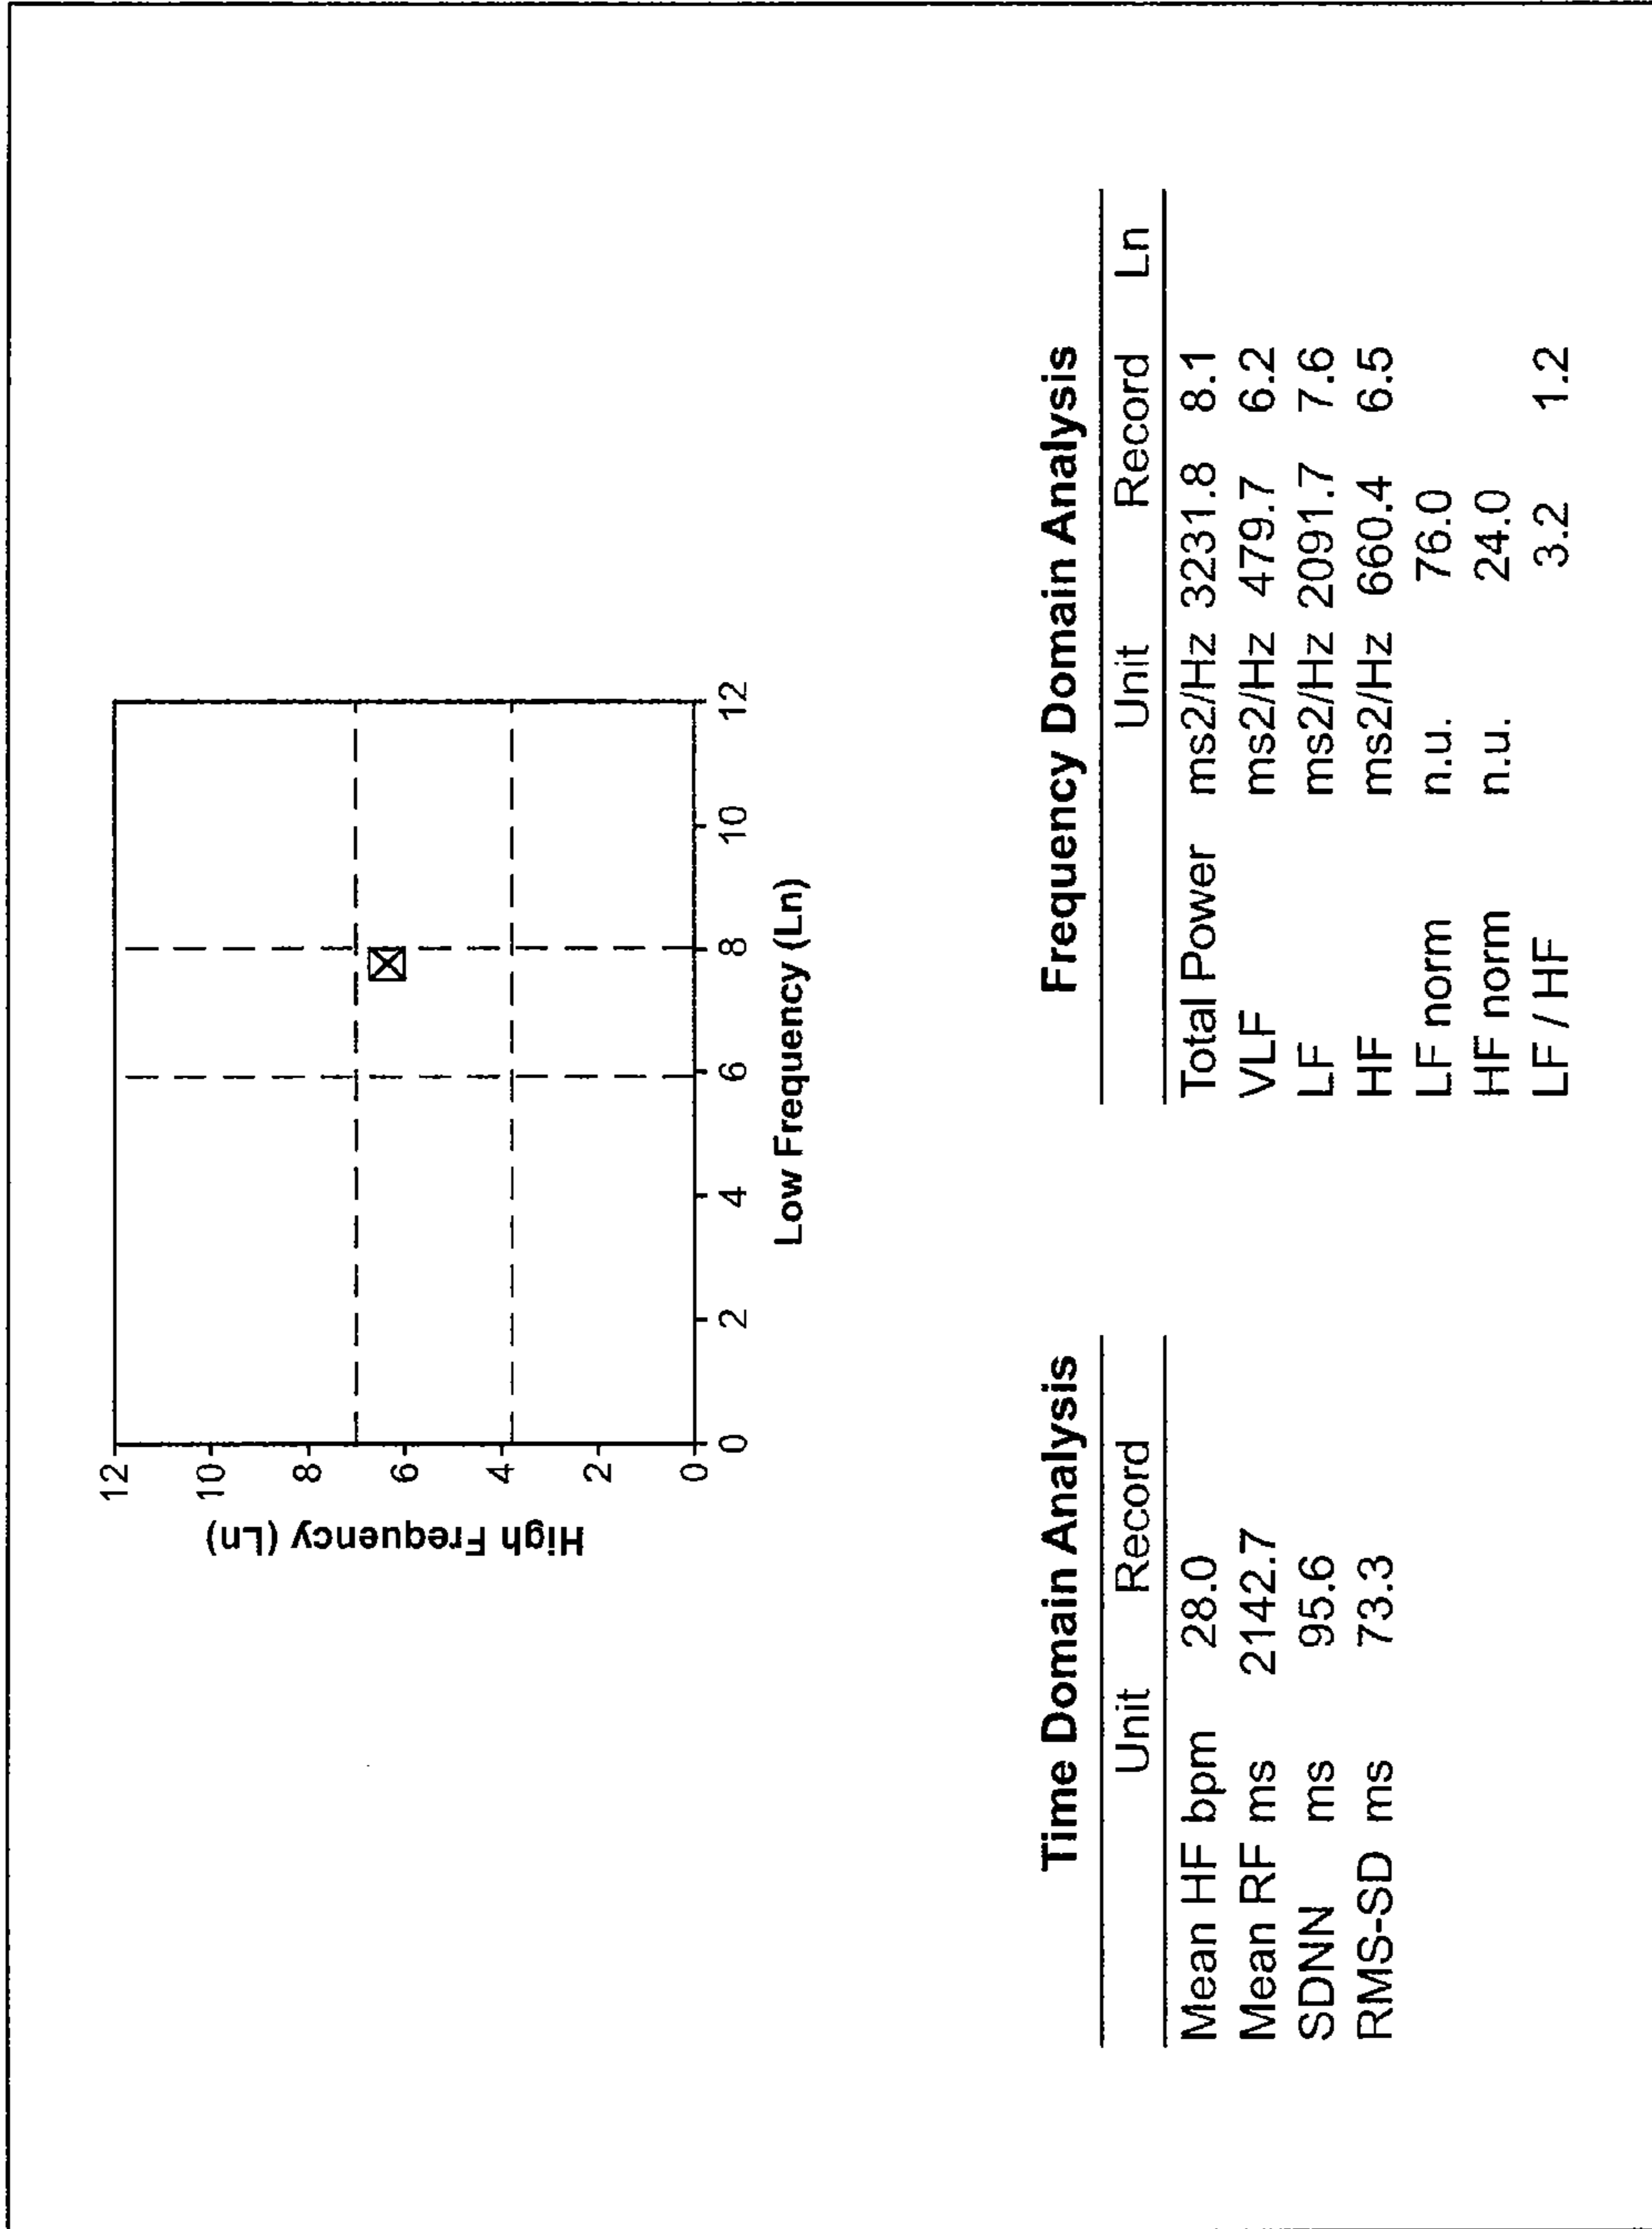 12
10
8
6
4
2
0
High Frequency (Ln)
0 2 4 6 8 10 12
Low Frequency (Ln)
Time Domain Analysis
Unit Record
Mean HF bpm 28.0
Mean RF ms 2142.7
SDNN ms 95.6
RMS-SD ms 73.3
Frequency Domain Analysis
Unit Record Ln
Total Power ms2/Hz 3231.8 8.1
VLF ms2/Hz 479.7 6.2
LF ms2/Hz 2091.7 7.6
HF ms2/Hz 660.4 6.5
LF norm n.u. 76.0
HF norm n.u. 24.0
LF / HF 3.2 1.2